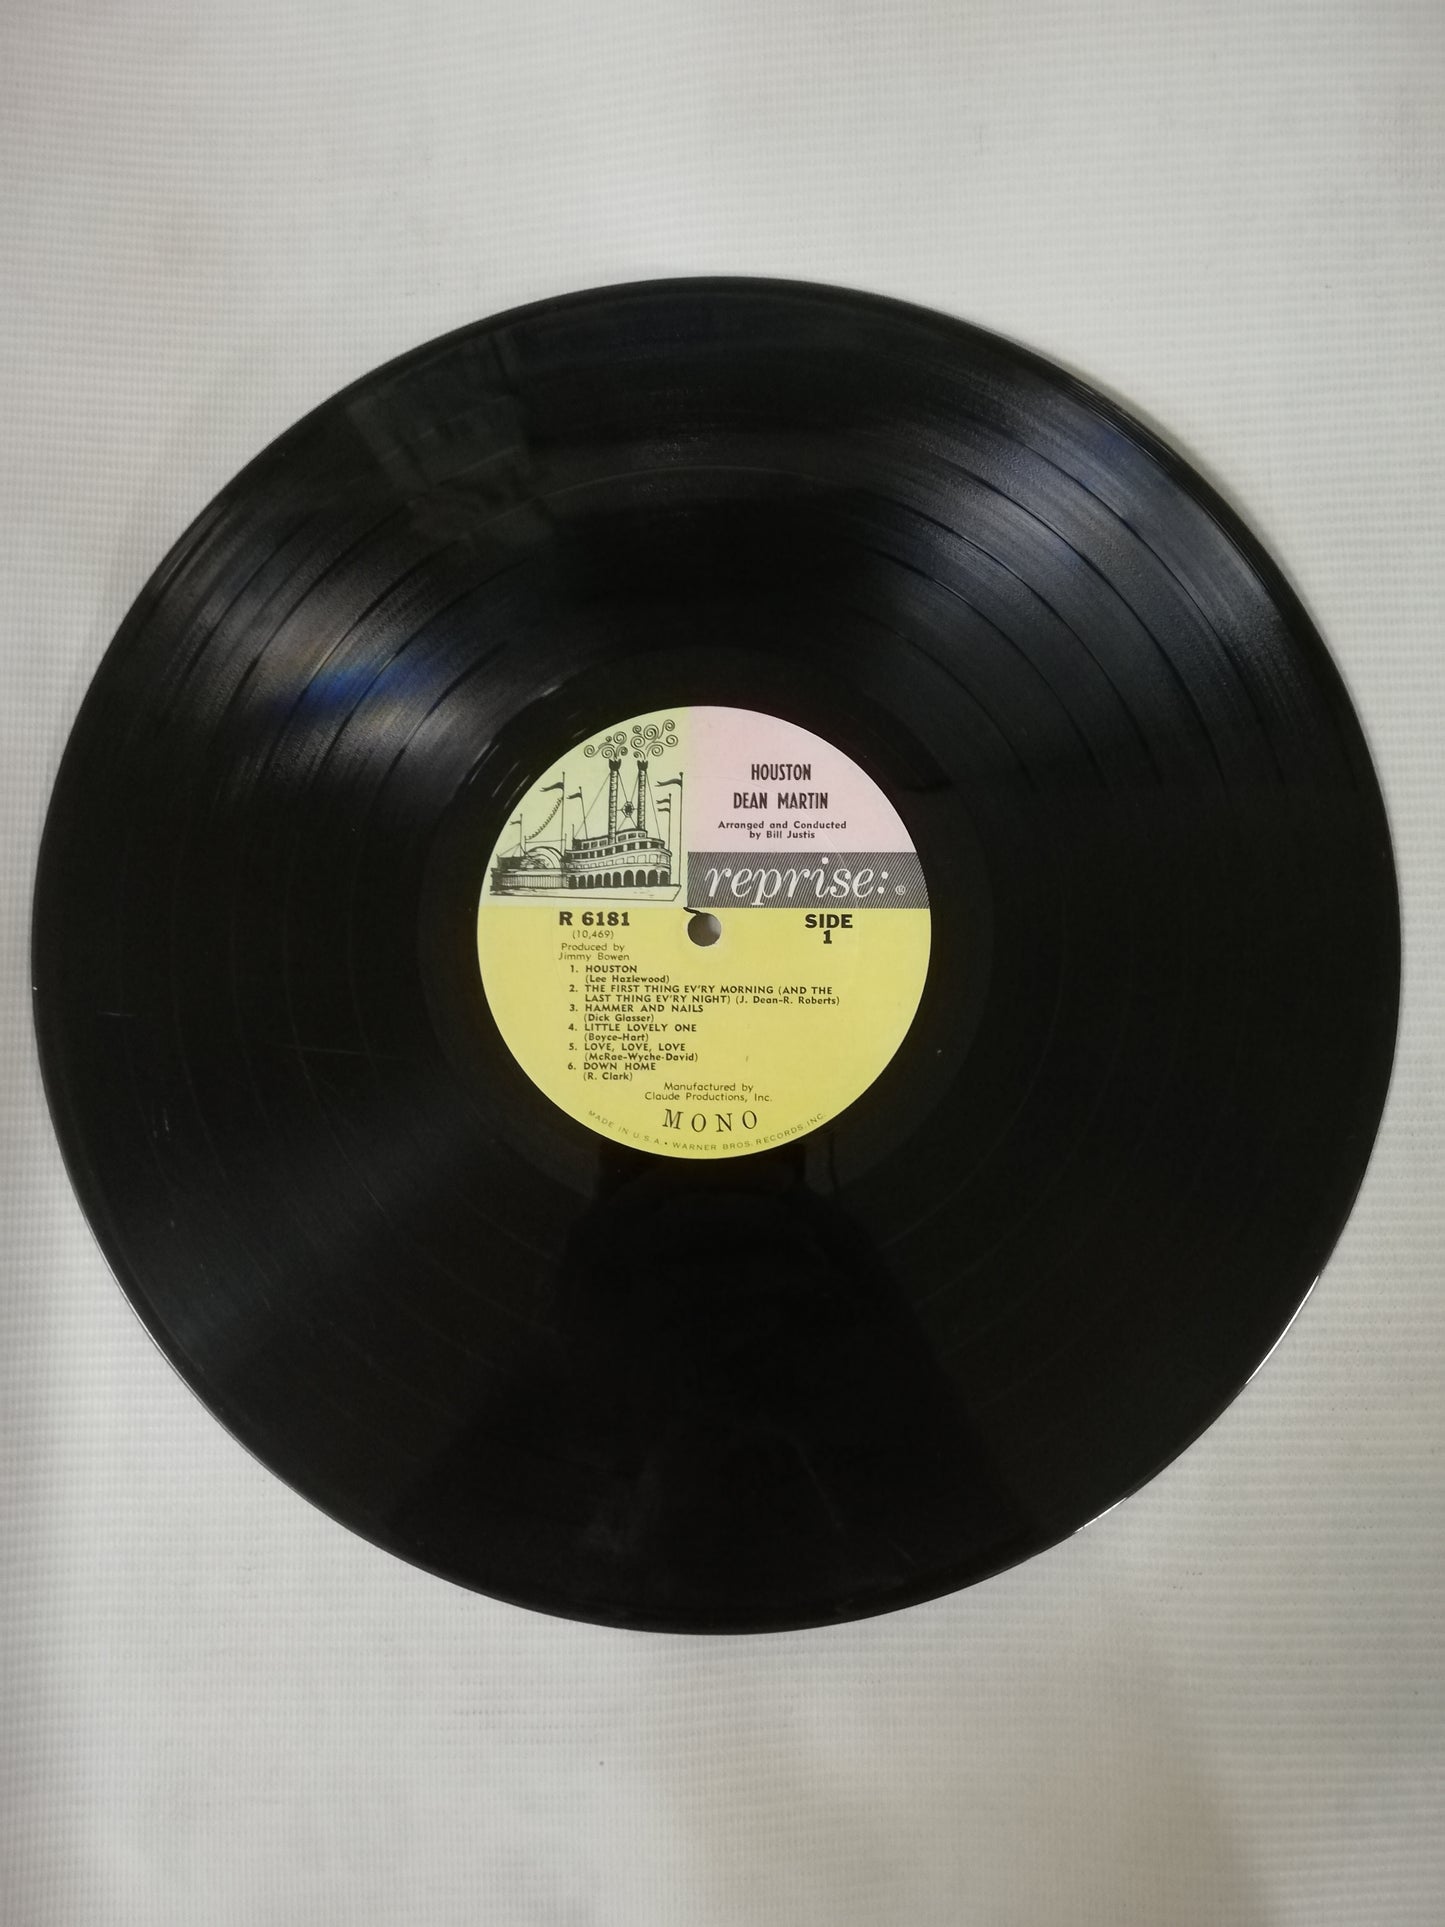 HOUSTON
DEAN MARTIN
Arranged and Conducted
by Bill Justis
reprise: ®
R 6181
SIDE
1
(10,469)
Produced by
Jimmy Bowen
1. HOUSTON
(Lee Hazlewood)
2. THE FIRST THING EV'RY MORNING (AND THE
LAST THING EV'RY NIGHT) (J. Dean-R. Roberts)
3. HAMMER AND NAILS
(Dick Glasser)
4. LITTLE LOVELY ONE
(Boyce-Hart)
5. LOVE, LOVE, LOVE
(McRae-Wyche-David)
6. DOWN HOME
(R. Clark)
Manufactured by
Claude Productions, Inc.
MONO
MADE IN U.S.A. • WARNER BROS. RECORDS, INC.